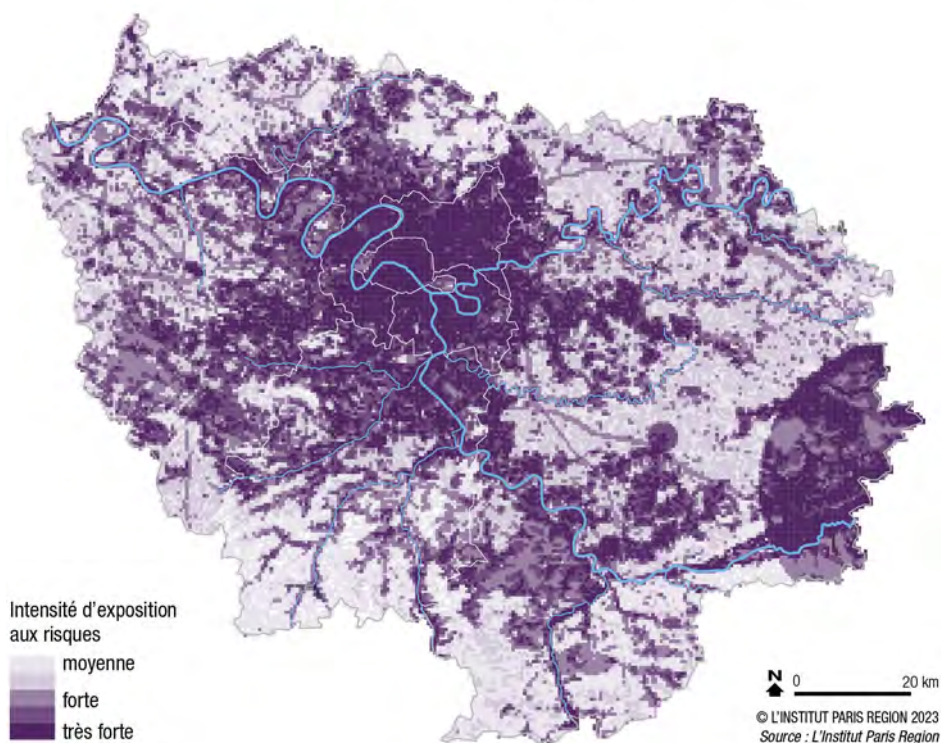 Intensité d'exposition
aux risques
moyenne
forte
très forte
N 0 20 km
© L'INSTITUT PARIS REGION 2023
Source : L'Institut Paris Region